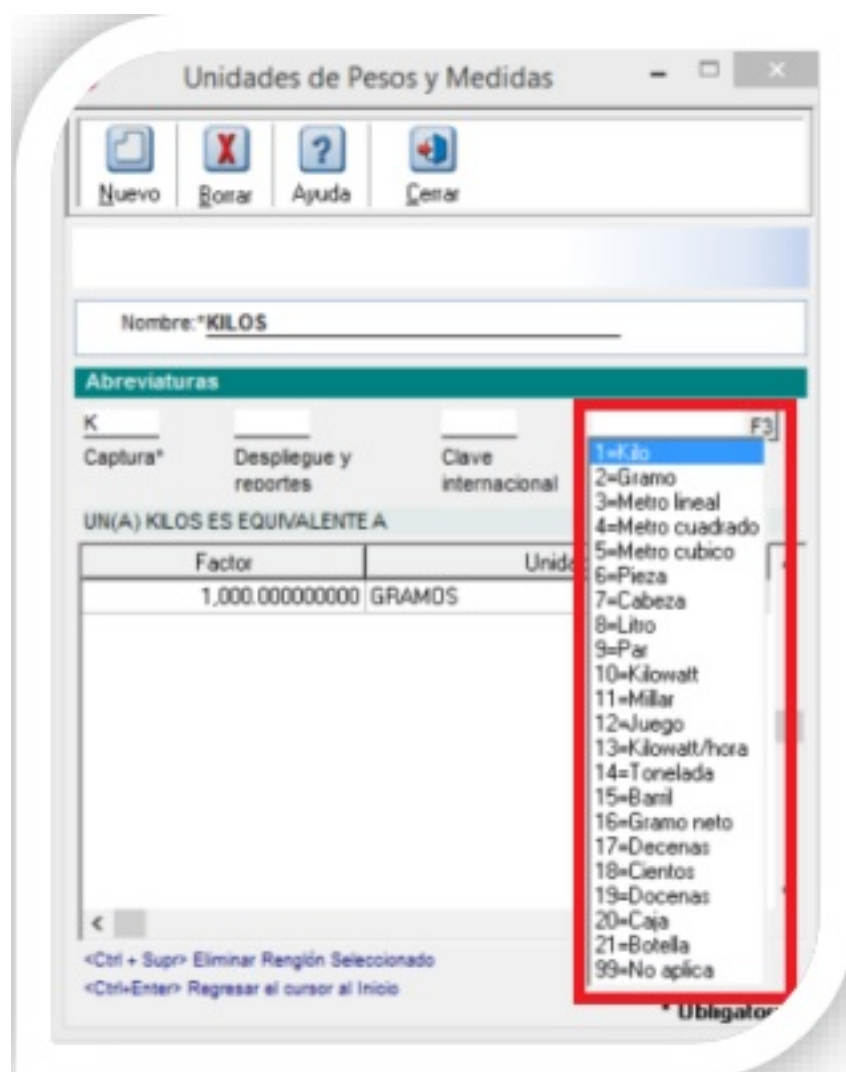 Unidades de Pesos y Medidas
Nuevo Borrar Ayuda Cerrar
Nombre:*KILOS
Abreviaturas
K
Captura*
Despliegue y
reportes
Clave
internacional
F3
UN(A) KILOS ES EQUIVALENTE A
Factor Unida
1,000.000000000 GRAMOS
1=Kilo
2=Gramo
3=Metro lineal
4=Metro cuadrado
5=Metro cubico
6=Pieza
7=Cabeza
8=Litro
9=Par
10=Kilowatt
11=Millar
12=Juego
13=Kilowatt/hora
14=Tonelada
15=Barril
16=Gramo neto
17=Decenas
18=Cientos
19=Docenas
20=Caja
21=Botella
99=No aplica
<Ctrl + Supr> Eliminar Renglón Seleccionado
<Ctrl+Enter> Regresar el cursor al Inicio
* Obligator